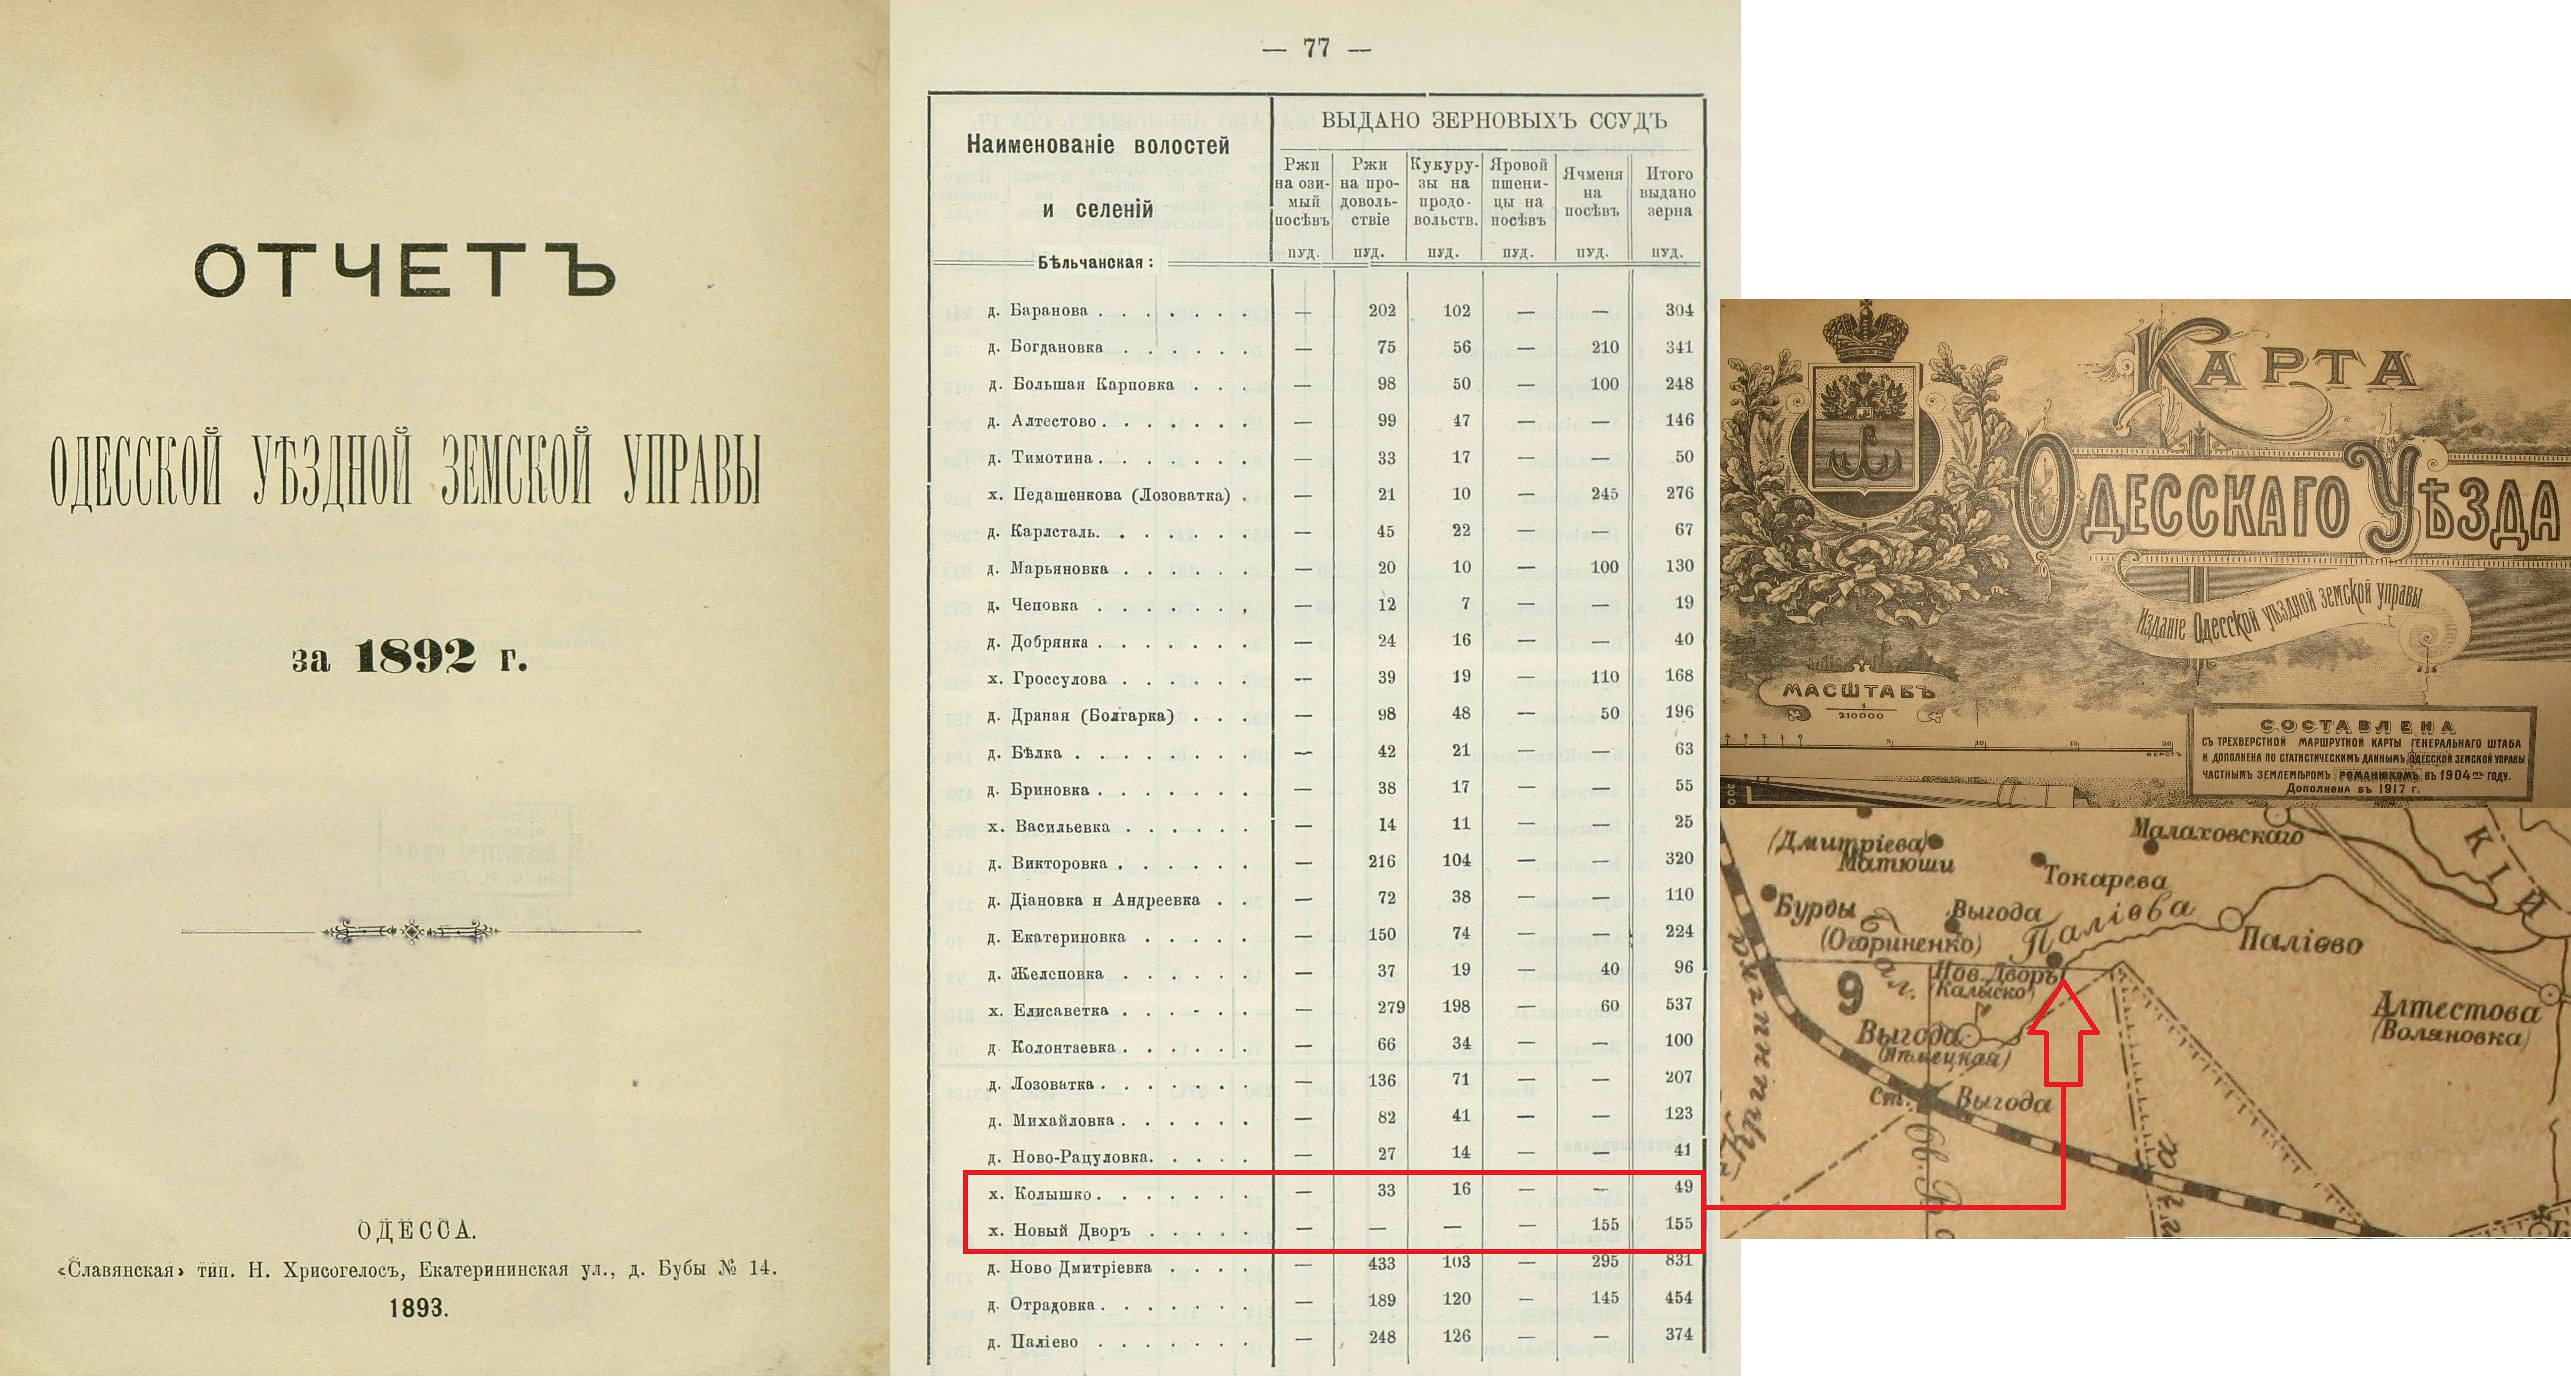 ОТЧЕТЪ
ОДЕССКОЙ УѢЗДНОЙ ЗЕМСКОЙ УПРАВЫ
за 1892 г.
ОДЕССА.
«Славянская» тип. Н. Хрисогелосъ, Екатерининская ул., д. Бубы № 14.
1893.
— 77 —
Наименованіе волостей и селеній
ВЫДАНО ЗЕРНОВЫХЪ ССУДЪ
Ржи на озимый посѣвъ
Ржи на продовольствіе
Кукурузы на продовольств.
Яровой пшеницы на посѣвъ
Ячменя на посѣвъ
Итого выдано зерна
пуд. пуд. пуд. пуд. пуд. пуд.
Бѣльчанская:
д. Баранова . . . . . . . — 202 102 — — 304
д. Богдановка . . . . . . — 75 56 — 210 341
д. Большая Карповка . . . — 98 50 — 100 248
д. Алтестово . . . . . . . — 99 47 — — 146
д. Тимотина . . . . . . . — 33 17 — — 50
х. Педашенкова (Лозоватка) . — 21 10 — 245 276
д. Карлсталь. . . . . . . — 45 22 — — 67
д. Марьяновка . . . . . . — 20 10 — 100 130
д. Чеповка . . . . . . . — 12 7 — — 19
д. Добрянка . . . . . . . — 24 16 — — 40
х. Гроссулова . . . . . . — 39 19 — 110 168
д. Дряная (Болгарка) . . . — 98 48 — 50 196
д. Бѣлка . . . . . . . . — 42 21 — — 63
д. Бриновка . . . . . . . — 38 17 — — 55
х. Васильевка . . . . . . — 14 11 — — 25
д. Викторовка . . . . . . — 216 104 — — 320
д. Діановка и Андреевка . . — 72 38 — — 110
д. Екатериновка . . . . . — 150 74 — — 224
д. Желеповка . . . . . . — 37 19 — 40 96
х. Елисаветка . . . . . . — 279 198 — 60 537
д. Колонтаевка . . . . . . — 66 34 — — 100
д. Лозоватка . . . . . . . — 136 71 — — 207
д. Михайловка . . . . . . — 82 41 — — 123
д. Ново-Рацуловка. . . . . — 27 14 — — 41
х. Колышко . . . . . . . — 33 16 — — 49
х. Новый Дворъ . . . . . — — — — 155 155
д. Ново Дмитріевка . . . . — 433 103 — 295 831
д. Отрадовка . . . . . . . — 189 120 — 145 454
д. Паліево . . . . . . . — 248 126 — — 374
КАРТА
ОДЕССКАГО УѢЗДА
Изданіе Одесской уѣздной земской управы
МАСШТАБЪ
1
210000
5 10 15 20
ВЕРСТЪ
СОСТАВЛЕНА
СЪ ТРЕХВЕРСТНОЙ МАРШРУТНОЙ КАРТЫ ГЕНЕРАЛЬНАГО ШТАБА
И ДОПОЛНЕНА ПО СТАТИСТИЧЕСКИМЪ ДАННЫМЪ ОДЕССКОЙ ЗЕМСКОЙ УПРАВЫ
ЧАСТНЫМЪ ЗЕМЛЕМѢРОМЪ РОМАНЮКОМЪ ВЪ 1904мъ ГОДУ.
Дополнена въ 1917 г.
(Дмитріева)
Матюши
Малаховскаго
КІЙ
Токарева
Бурды
Выгода
(Огориненко)
Паліева
Паліево
Бал.
Нов. Дворъ
(Калыско)
9
Выгода
(Нѣмецкая)
Алтестова
(Воляновка)
Ст. Выгода